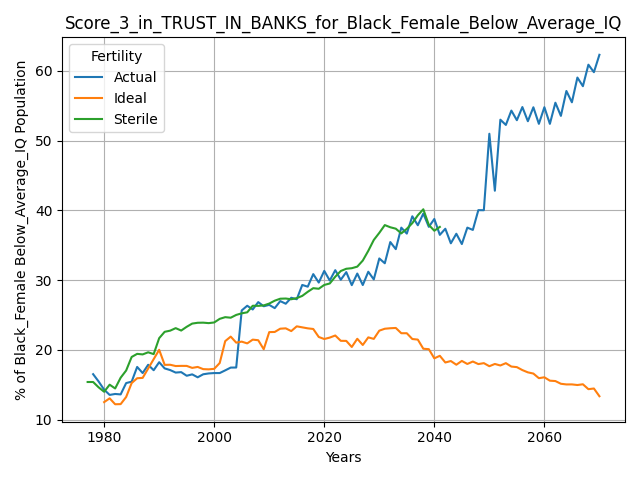 Score_3_in_TRUST_IN_BANKS_for_Black_Female_Below_Average_IQ
Fertility
Actual
Ideal
Sterile
% of Black_Female Below_Average_IQ Population
60
50
40
30
20
10
1980
2000
2020
2040
2060
Years